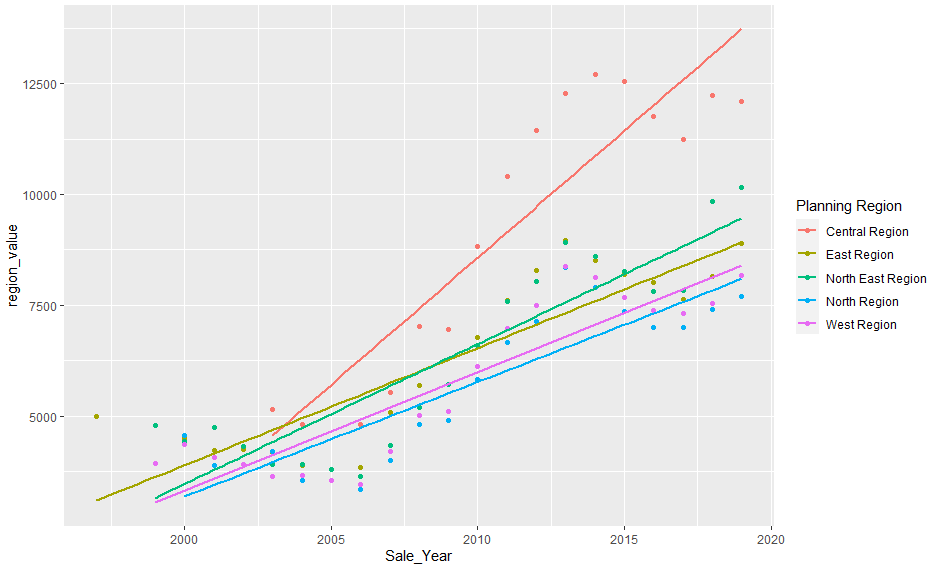 12500
10000
7500
5000
region_value
2000
2005
2010
2015
2020
Sale_Year
Planning Region
Central Region
East Region
North East Region
North Region
West Region